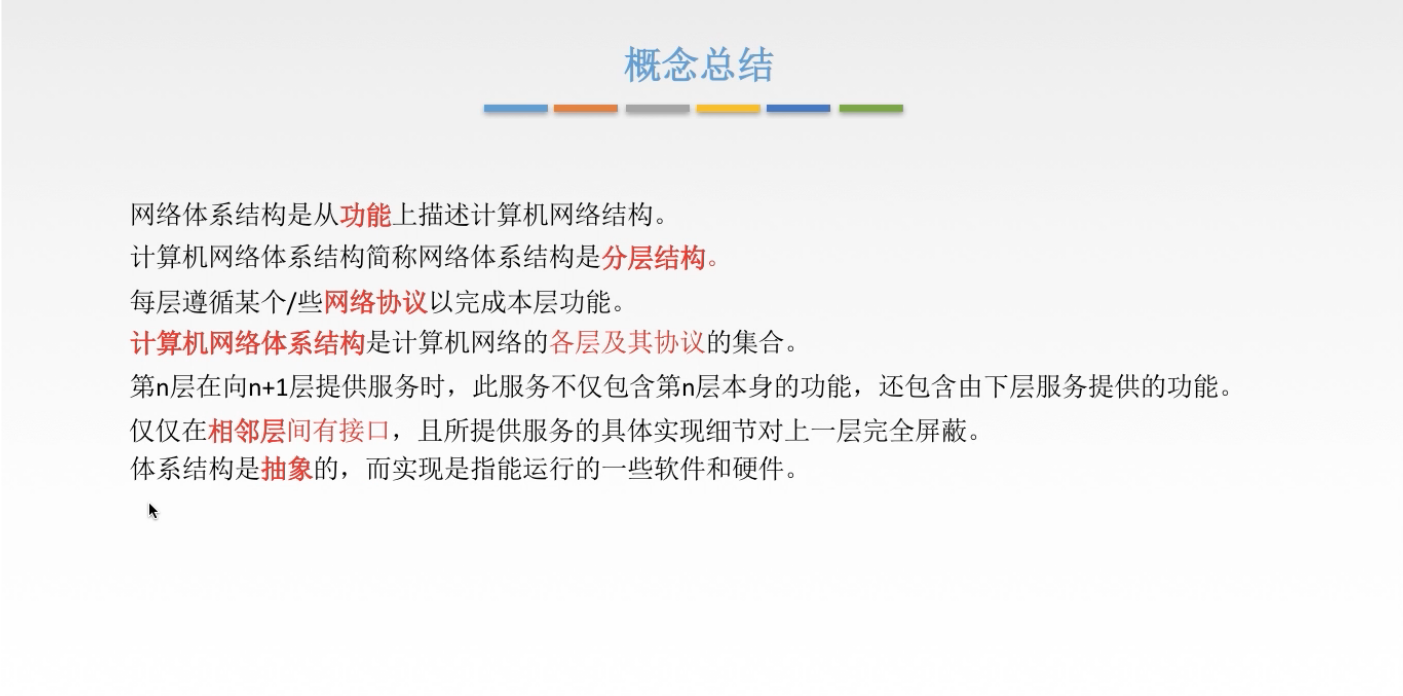 概念总结
网络体系结构是从功能上描述计算机网络结构。
计算机网络体系结构简称网络体系结构是分层结构。
每层遵循某个/些网络协议以完成本层功能。
计算机网络体系结构是计算机网络的各层及其协议的集合。
第n层在向n+1层提供服务时，此服务不仅包含第n层本身的功能，还包含由下层服务提供的功能。
仅仅在相邻层间有接口，且所提供服务的具体实现细节对上一层完全屏蔽。
体系结构是抽象的，而实现是指能运行的一些软件和硬件。